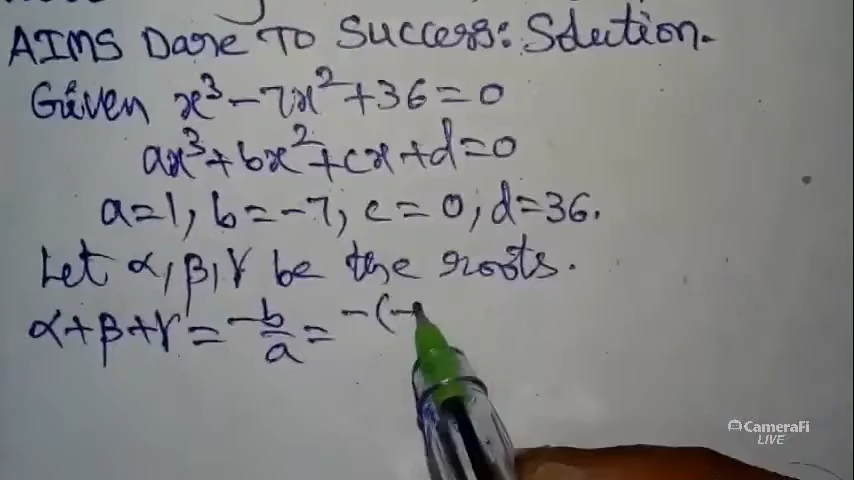 AIMS Dare To Success: Solution.
Given x³ - 7x² + 36 = 0
ax³ + bx² + cx + d = 0
a = 1, b = -7, c = 0, d = 36.
Let α, β, γ be the roots.
α + β + γ = -b/a = -(-
CameraFi
LIVE